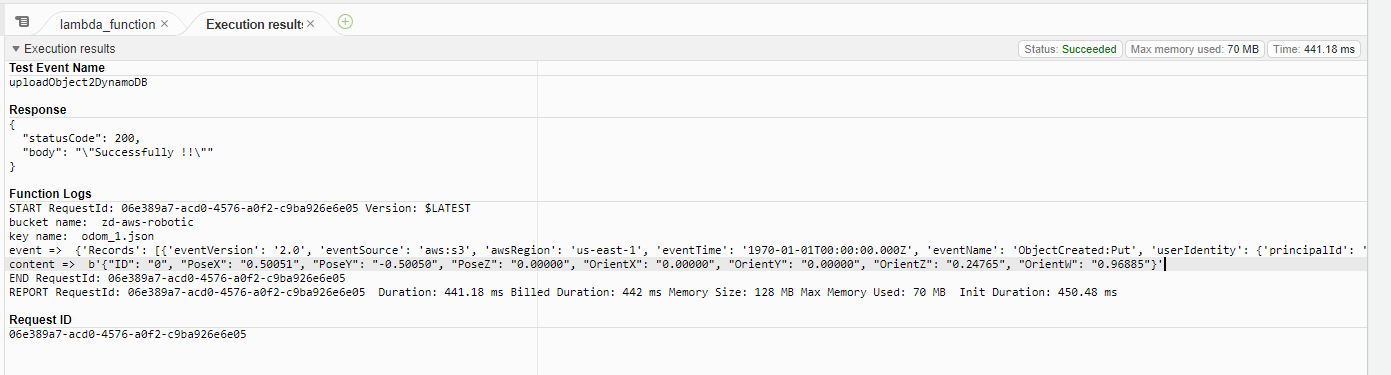 lambda_function × Execution results ×
Execution results Status: Succeeded Max memory used: 70 MB Time: 441.18 ms
Test Event Name
uploadObject2DynamoDB
Response
{
"statusCode": 200,
"body": "\"Successfully !!\""
}
Function Logs
START RequestId: 06e389a7-acd0-4576-a0f2-c9ba926e6e05 Version: $LATEST
bucket name:  zd-aws-robotic
key name:  odom_1.json
event =>  {'Records': [{'eventVersion': '2.0', 'eventSource': 'aws:s3', 'awsRegion': 'us-east-1', 'eventTime': '1970-01-01T00:00:00.000Z', 'eventName': 'ObjectCreated:Put', 'userIdentity': {'principalId': '
content =>  b'{"ID": "0", "PoseX": "0.50051", "PoseY": "-0.50050", "PoseZ": "0.00000", "OrientX": "0.00000", "OrientY": "0.00000", "OrientZ": "0.24765", "OrientW": "0.96885"}'
END RequestId: 06e389a7-acd0-4576-a0f2-c9ba926e6e05
REPORT RequestId: 06e389a7-acd0-4576-a0f2-c9ba926e6e05  Duration: 441.18 ms Billed Duration: 442 ms Memory Size: 128 MB Max Memory Used: 70 MB  Init Duration: 450.48 ms
Request ID
06e389a7-acd0-4576-a0f2-c9ba926e6e05